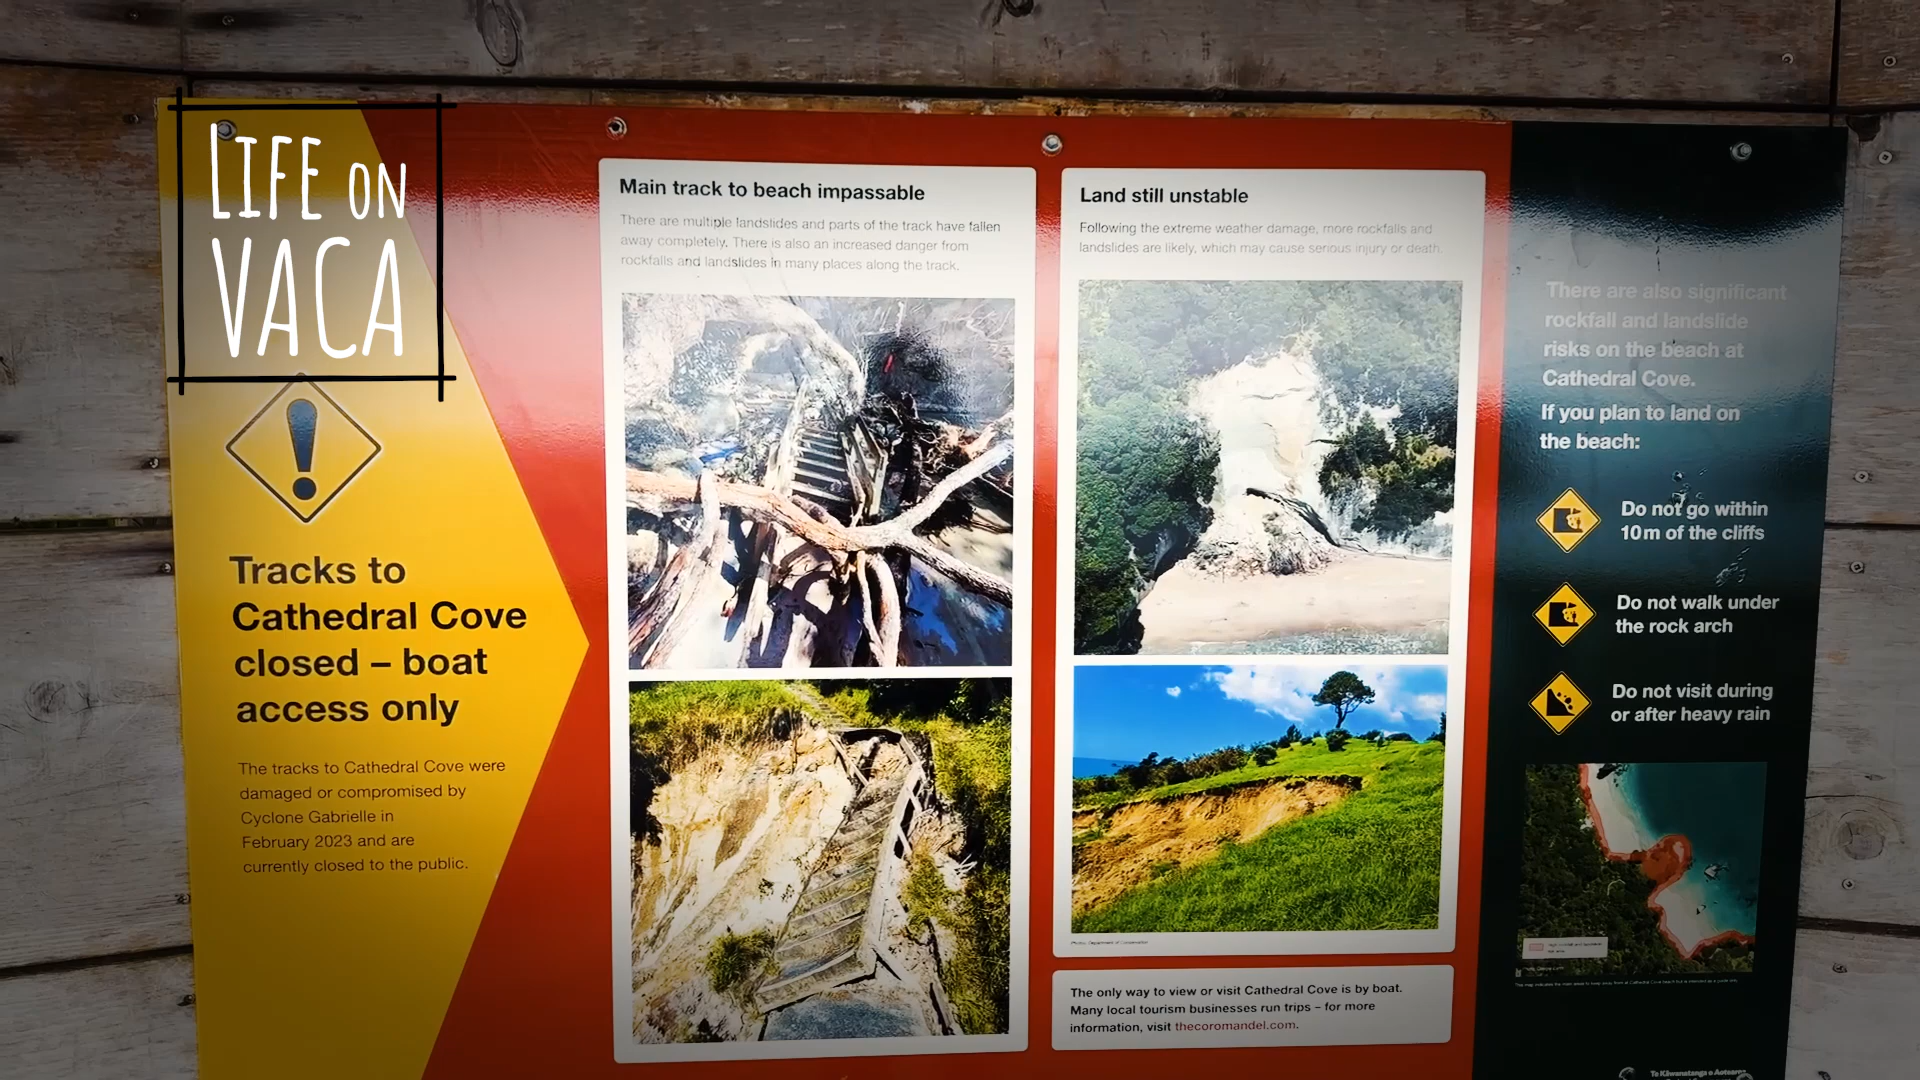 LIFE ON
VACA
Tracks to
Cathedral Cove
closed – boat
access only
The tracks to Cathedral Cove were
damaged or compromised by
Cyclone Gabrielle in
February 2023 and are
currently closed to the public.
Main track to beach impassable
There are multiple landslides and parts of the track have fallen
away completely. There is also an increased danger from
rockfalls and landslides in many places along the track.
Land still unstable
Following the extreme weather damage, more rockfalls and
landslides are likely, which may cause serious injury or death.
Photos: Department of Conservation
The only way to view or visit Cathedral Cove is by boat.
Many local tourism businesses run trips – for more
information, visit thecoromandel.com.
There are also significant
rockfall and landslide
risks on the beach at
Cathedral Cove.
If you plan to land on
the beach:
Do not go within
10 m of the cliffs
Do not walk under
the rock arch
Do not visit during
or after heavy rain
Te Kāwanatanga o Aotearoa